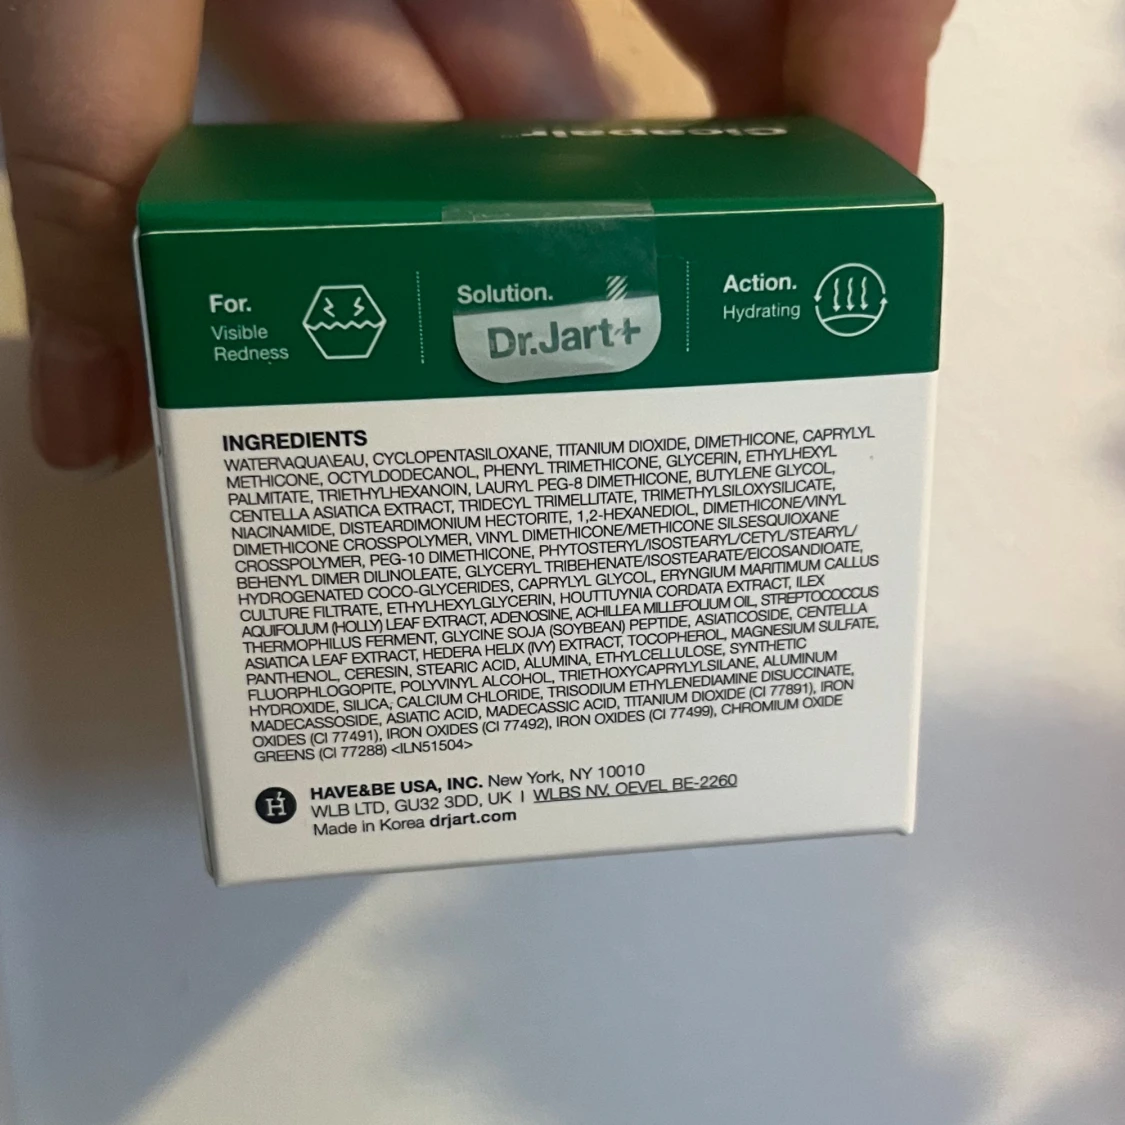 Cicapair
For.
Visible
Redness
Solution.
Dr.Jart+
Action.
Hydrating
INGREDIENTS
WATER\AQUA\EAU, CYCLOPENTASILOXANE, TITANIUM DIOXIDE, DIMETHICONE, CAPRYLYL
METHICONE, OCTYLDODECANOL, PHENYL TRIMETHICONE, GLYCERIN, ETHYLHEXYL
PALMITATE, TRIETHYLHEXANOIN, LAURYL PEG-8 DIMETHICONE, BUTYLENE GLYCOL,
CENTELLA ASIATICA EXTRACT, TRIDECYL TRIMELLITATE, TRIMETHYLSILOXYSILICATE,
NIACINAMIDE, DISTEARDIMONIUM HECTORITE, 1,2-HEXANEDIOL, DIMETHICONE/VINYL
DIMETHICONE CROSSPOLYMER, VINYL DIMETHICONE/METHICONE SILSESQUIOXANE
CROSSPOLYMER, PEG-10 DIMETHICONE, PHYTOSTERYL/ISOSTEARYL/CETYL/STEARYL/
BEHENYL DIMER DILINOLEATE, GLYCERYL TRIBEHENATE/ISOSTEARATE/EICOSANDIOATE,
HYDROGENATED COCO-GLYCERIDES, CAPRYLYL GLYCOL, ERYNGIUM MARITIMUM CALLUS
CULTURE FILTRATE, ETHYLHEXYLGLYCERIN, HOUTTUYNIA CORDATA EXTRACT, ILEX
AQUIFOLIUM (HOLLY) LEAF EXTRACT, ADENOSINE, ACHILLEA MILLEFOLIUM OIL, STREPTOCOCCUS
THERMOPHILUS FERMENT, GLYCINE SOJA (SOYBEAN) PEPTIDE, ASIATICOSIDE, CENTELLA
ASIATICA LEAF EXTRACT, HEDERA HELIX (IVY) EXTRACT, TOCOPHEROL, MAGNESIUM SULFATE,
PANTHENOL, CERESIN, STEARIC ACID, ALUMINA, ETHYLCELLULOSE, SYNTHETIC
FLUORPHLOGOPITE, POLYVINYL ALCOHOL, TRIETHOXYCAPRYLYLSILANE, ALUMINUM
HYDROXIDE, SILICA, CALCIUM CHLORIDE, TRISODIUM ETHYLENEDIAMINE DISUCCINATE,
MADECASSOSIDE, ASIATIC ACID, MADECASSIC ACID, TITANIUM DIOXIDE (CI 77891), IRON
OXIDES (CI 77491), IRON OXIDES (CI 77492), IRON OXIDES (CI 77499), CHROMIUM OXIDE
GREENS (CI 77288) <ILN51504>
HAVE&BE USA, INC. New York, NY 10010
WLB LTD, GU32 3DD, UK | WLBS NV, OEVEL BE-2260
Made in Korea drjart.com